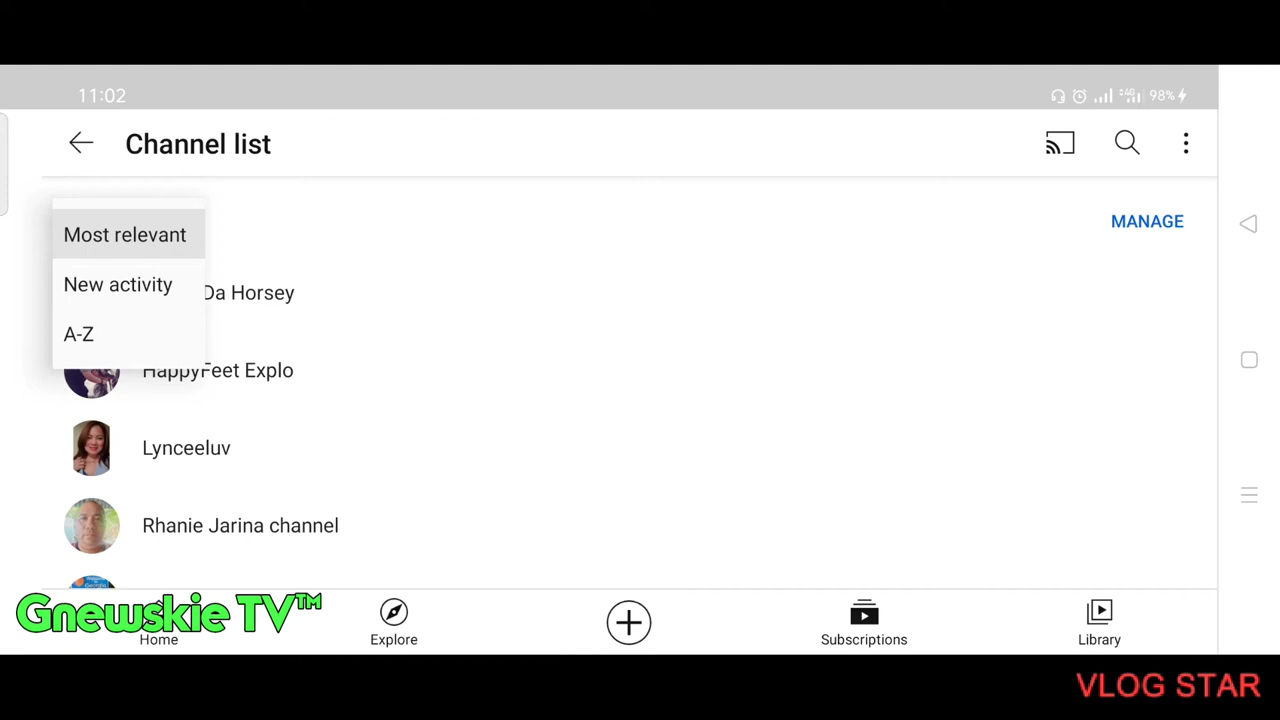 11:02
4G 98%
Channel list
MANAGE
Most relevant
New activity
A-Z
Da Horsey
HappyFeet Explo
Lynceeluv
Rhanie Jarina channel
Gnewskie TV™
Home
Explore
Subscriptions
Library
VLOG STAR